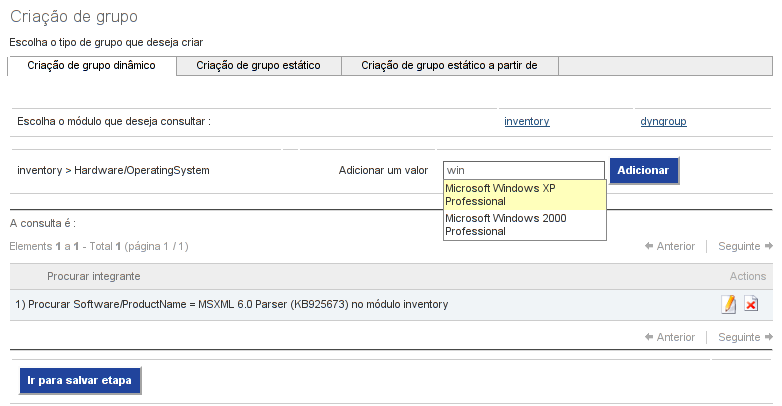 Criação de grupo
Escolha o tipo de grupo que deseja criar
Criação de grupo dinâmico Criação de grupo estático Criação de grupo estático a partir de
Escolha o módulo que deseja consultar : inventory dyngroup
inventory > Hardware/OperatingSystem Adicionar um valor win Adicionar
Microsoft Windows XP
Professional
Microsoft Windows 2000
Professional
A consulta é :
Elements 1 a 1 - Total 1 (página 1 / 1) Anterior Seguinte
Procurar integrante Actions
1) Procurar Software/ProductName = MSXML 6.0 Parser (KB925673) no módulo inventory
Anterior Seguinte
Ir para salvar etapa